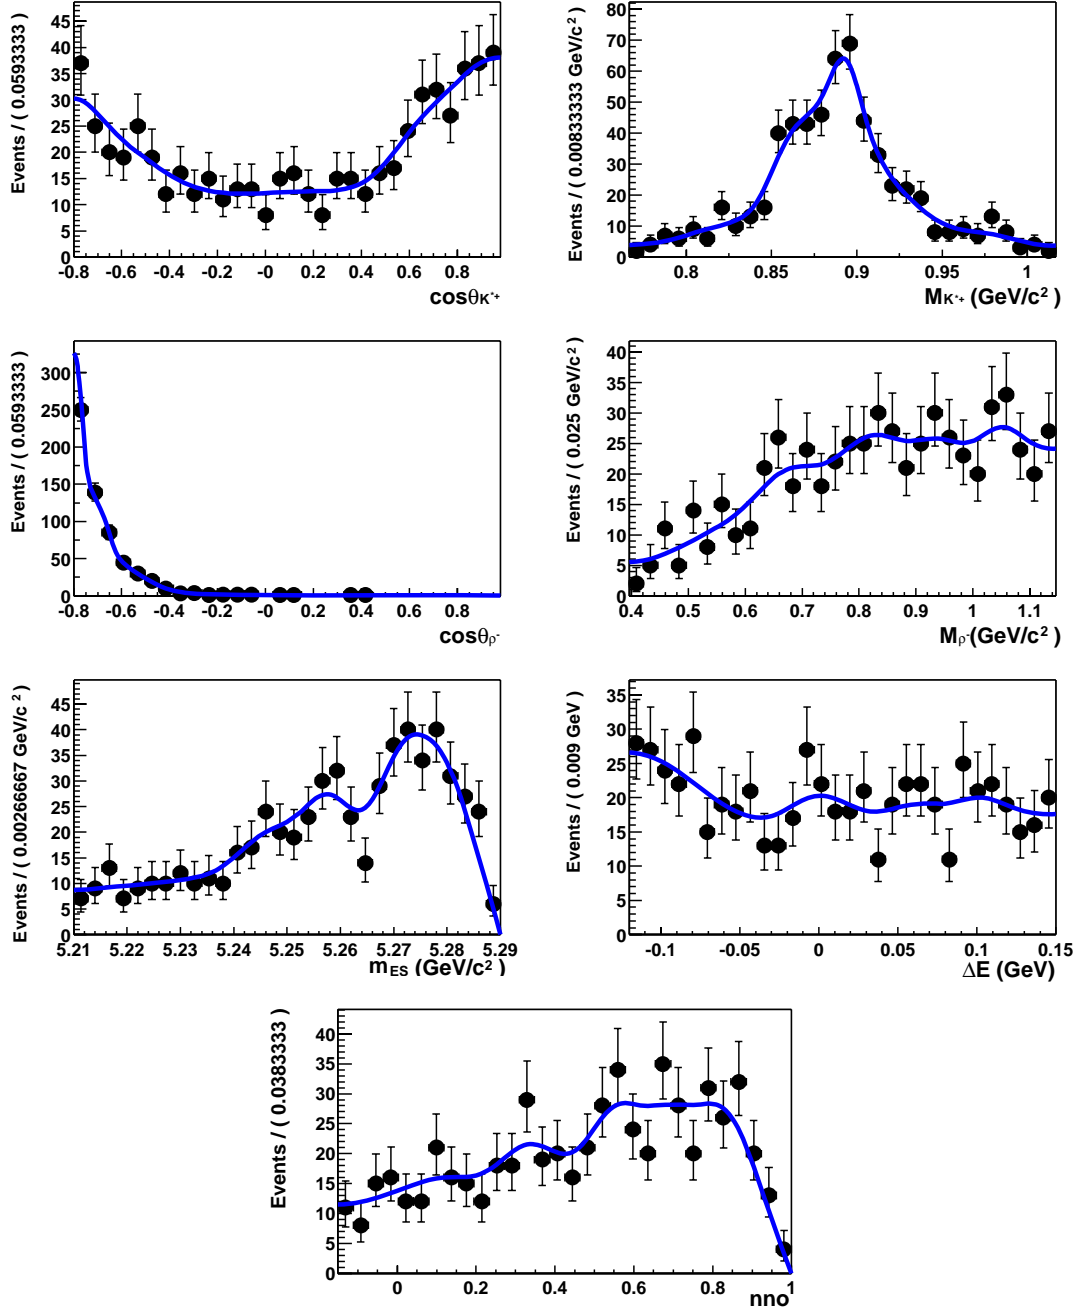 Events / ( 0.0593333 )
45
40
35
30
25
20
15
10
5
0
-0.8 -0.6 -0.4 -0.2 -0 0.2 0.4 0.6 0.8
cosθK*+
Events / ( 0.00833333 GeV/c² )
80
70
60
50
40
30
20
10
0
0.8 0.85 0.9 0.95 1
MK*+ (GeV/c²)
Events / ( 0.0593333 )
300
250
200
150
100
50
0
-0.8 -0.6 -0.4 -0.2 -0 0.2 0.4 0.6 0.8
cosθρ-
Events / ( 0.025 GeV/c² )
40
35
30
25
20
15
10
5
0
0.4 0.5 0.6 0.7 0.8 0.9 1 1.1
Mρ-(GeV/c²)
Events / ( 0.00266667 GeV/c² )
45
40
35
30
25
20
15
10
5
0
5.21 5.22 5.23 5.24 5.25 5.26 5.27 5.28 5.29
mES (GeV/c²)
Events / ( 0.009 GeV )
35
30
25
20
15
10
5
0
-0.1 -0.05 0 0.05 0.1 0.15
ΔE (GeV)
Events / ( 0.0383333 )
40
35
30
25
20
15
10
5
0
0 0.2 0.4 0.6 0.8 1
nno